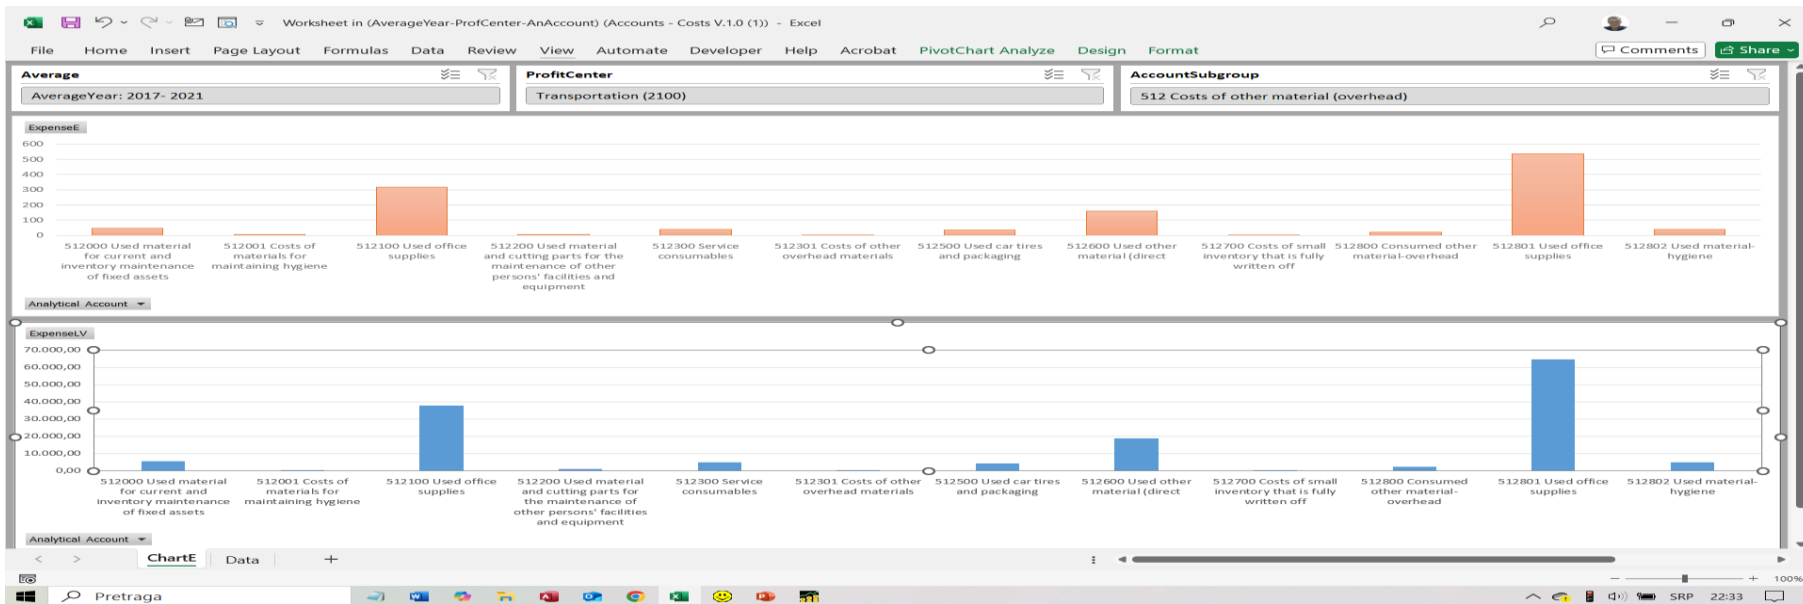 Worksheet in (AverageYear-ProfCenter-AnAccount) (Accounts - Costs V.1.0 (1)) - Excel
File Home Insert Page Layout Formulas Data Review View Automate Developer Help Acrobat PivotChart Analyze Design Format Comments Share
Average ProfitCenter AccountSubgroup
AverageYear: 2017- 2021 Transportation (2100) 512 Costs of other material (overhead)
ExpenseE
600
500
400
300
200
100
0
512000 Used material for current and inventory maintenance of fixed assets
512001 Costs of materials for maintaining hygiene
512100 Used office supplies
512200 Used material and cutting parts for the maintenance of other persons' facilities and equipment
512300 Service consumables
512301 Costs of other overhead materials
512500 Used car tires and packaging
512600 Used other material (direct
512700 Costs of small inventory that is fully written off
512800 Consumed other material-overhead
512801 Used office supplies
512802 Used material-hygiene
Analytical Account
ExpenseLV
70.000,00
60.000,00
50.000,00
40.000,00
30.000,00
20.000,00
10.000,00
0,00
512000 Used material for current and inventory maintenance of fixed assets
512001 Costs of materials for maintaining hygiene
512100 Used office supplies
512200 Used material and cutting parts for the maintenance of other persons' facilities and equipment
512300 Service consumables
512301 Costs of other overhead materials
512500 Used car tires and packaging
512600 Used other material (direct
512700 Costs of small inventory that is fully written off
512800 Consumed other material-overhead
512801 Used office supplies
512802 Used material-hygiene
Analytical Account
ChartE Data
100%
Pretraga SRP 22:33